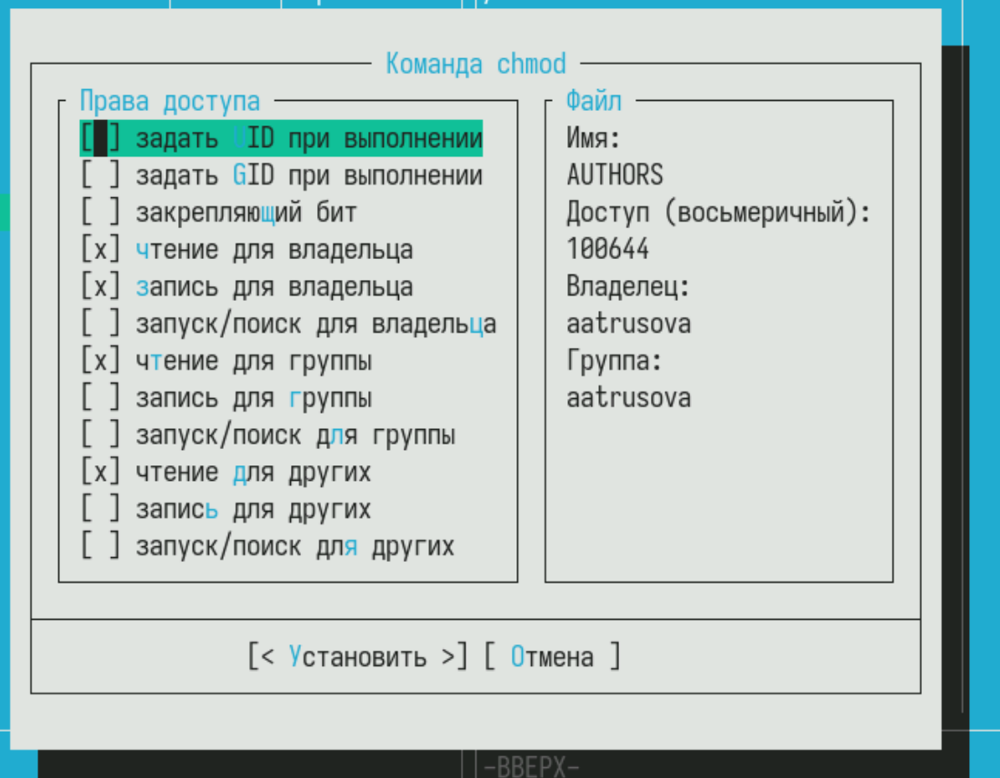 Команда chmod
Права доступа
[ ] задать UID при выполнении
[ ] задать GID при выполнении
[ ] закрепляющий бит
[x] чтение для владельца
[x] запись для владельца
[ ] запуск/поиск для владельца
[x] чтение для группы
[ ] запись для группы
[ ] запуск/поиск для группы
[x] чтение для других
[ ] запись для других
[ ] запуск/поиск для других
Файл
Имя:
AUTHORS
Доступ (восьмеричный):
100644
Владелец:
aatrusova
Группа:
aatrusova
[< Установить >] [ Отмена ]
-ВВЕРХ-